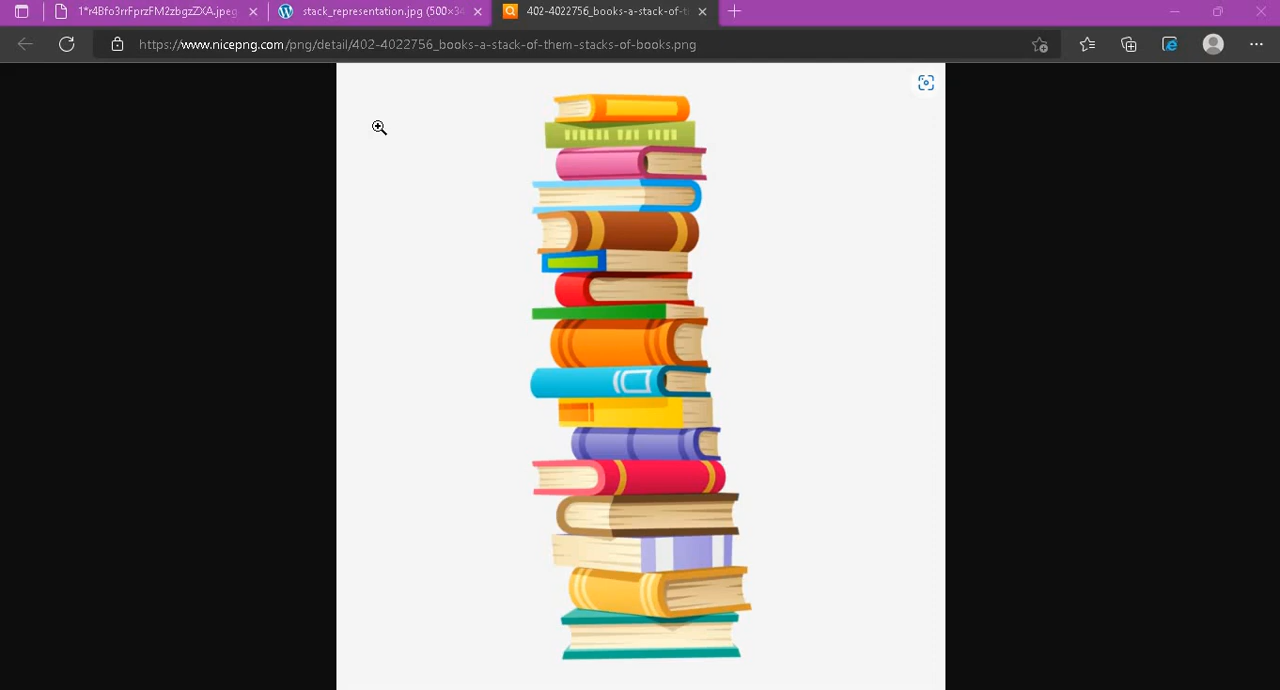 1*r4Bfo3rrFprzFM2zbgzZXA.jpeg
stack_representation.jpg (500×34
402-4022756_books-a-stack-of-t
https://www.nicepng.com/png/detail/402-4022756_books-a-stack-of-them-stacks-of-books.png